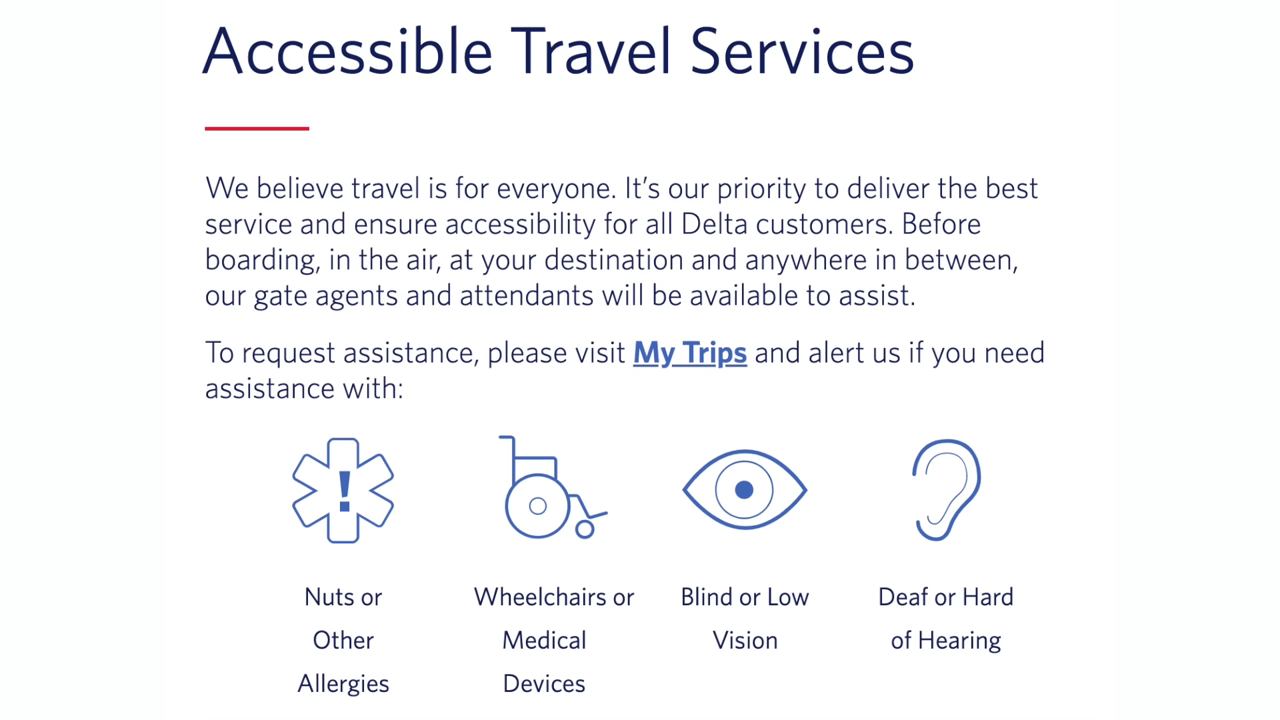 Accessible Travel Services
We believe travel is for everyone. It's our priority to deliver the best
service and ensure accessibility for all Delta customers. Before
boarding, in the air, at your destination and anywhere in between,
our gate agents and attendants will be available to assist.
To request assistance, please visit My Trips and alert us if you need
assistance with:
!
Nuts or
Other
Allergies
Wheelchairs or
Medical
Devices
Blind or Low
Vision
Deaf or Hard
of Hearing